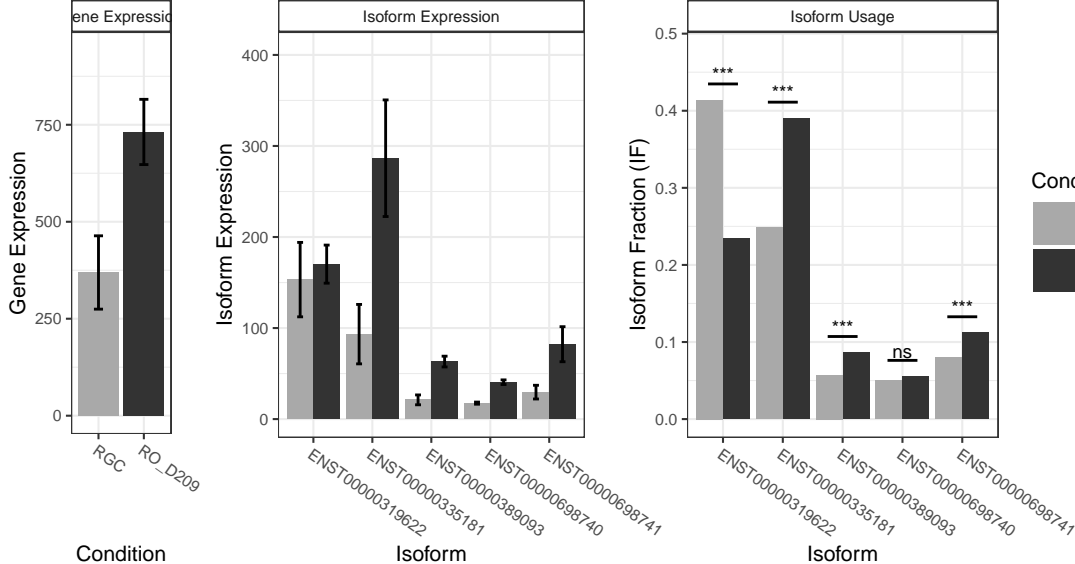 ene Expressio
Gene Expression
750
500
250
0
RGC
RO_D209
Condition
Isoform Expression
Isoform Expression
400
300
200
100
0
ENST00000319622
ENST00000335181
ENST00000389093
ENST00000698740
ENST00000698741
Isoform
Isoform Usage
Isoform Fraction (IF)
0.5
0.4
0.3
0.2
0.1
0.0
***
***
***
ns
***
ENST00000319622
ENST00000335181
ENST00000389093
ENST00000698740
ENST00000698741
Isoform
Cond